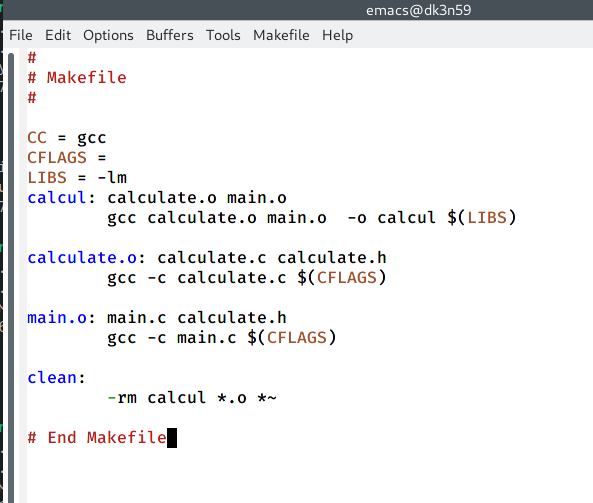 emacs@dk3n59
File Edit Options Buffers Tools Makefile Help
#
# Makefile
#
CC = gcc
CFLAGS =
LIBS = -lm
calcul: calculate.o main.o
        gcc calculate.o main.o  -o calcul $(LIBS)
calculate.o: calculate.c calculate.h
        gcc -c calculate.c $(CFLAGS)
main.o: main.c calculate.h
        gcc -c main.c $(CFLAGS)
clean:
        -rm calcul *.o *~
# End Makefile